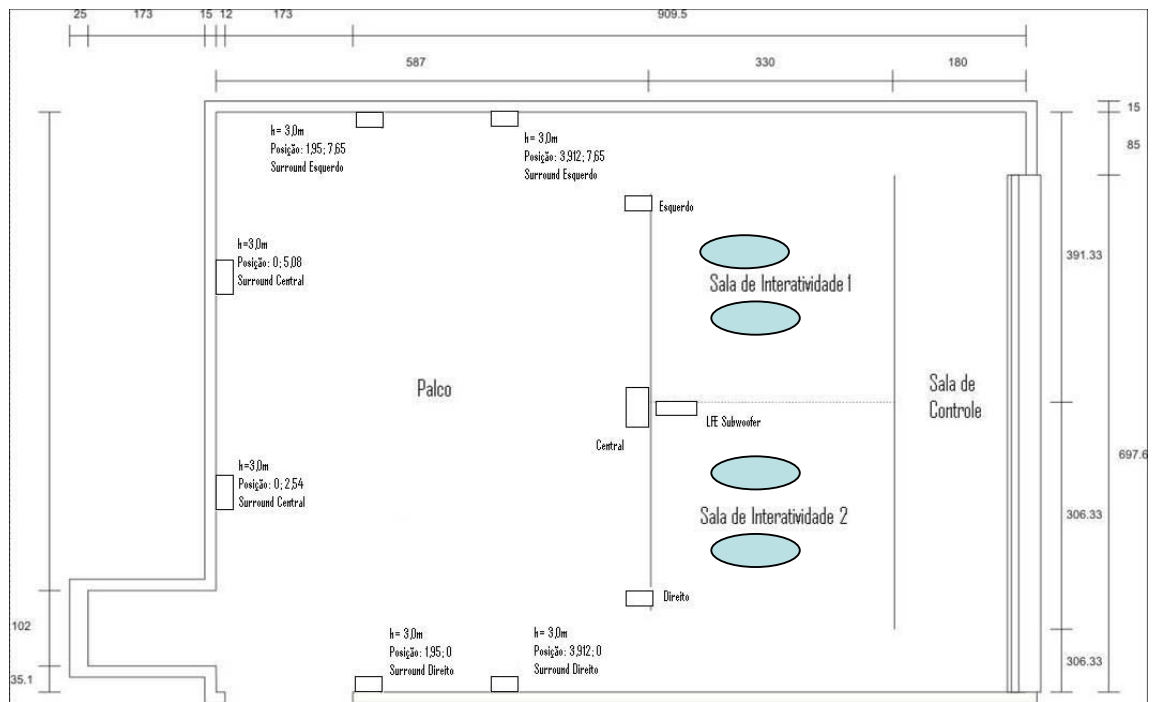 25 173 15 12 173 909.5
587 330 180
15
85
h= 3,0m
Posição: 1,95; 7,65
Surround Esquerdo
h= 3,0m
Posição: 3,912; 7,65
Surround Esquerdo
Esquerdo
h=3,0m
Posição: 0; 5,08
Surround Central
Sala de Interatividade 1
391.33
Palco
Sala de
Controle
LFE Subwoofer
Central
697.6
h=3,0m
Posição: 0; 2,54
Surround Central
Sala de Interatividade 2
306.33
Direito
102
h= 3,0m
Posição: 1,95; 0
Surround Direito
h= 3,0m
Posição: 3,912; 0
Surround Direito
306.33
35.1